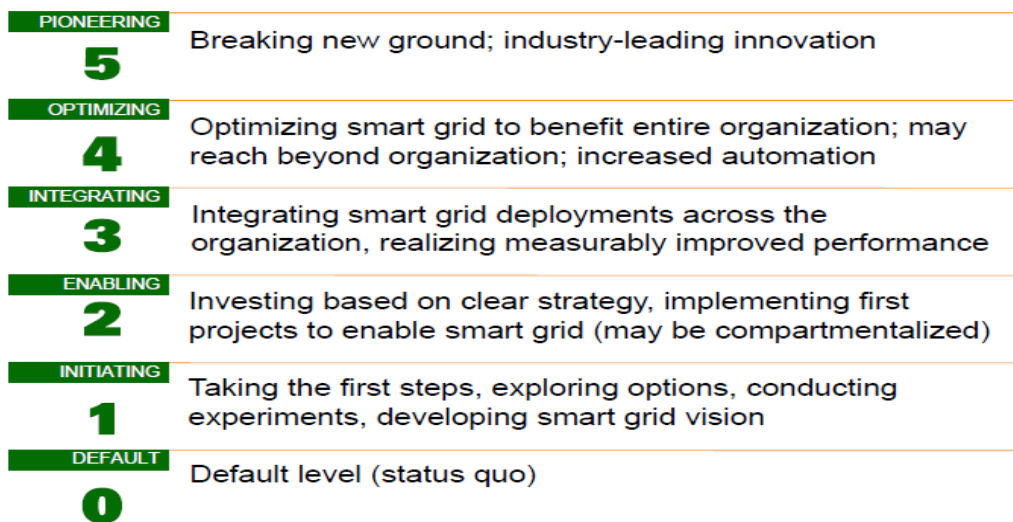 PIONEERING
5
Breaking new ground; industry-leading innovation
OPTIMIZING
4
Optimizing smart grid to benefit entire organization; may
reach beyond organization; increased automation
INTEGRATING
3
Integrating smart grid deployments across the
organization, realizing measurably improved performance
ENABLING
2
Investing based on clear strategy, implementing first
projects to enable smart grid (may be compartmentalized)
INITIATING
1
Taking the first steps, exploring options, conducting
experiments, developing smart grid vision
DEFAULT
0
Default level (status quo)